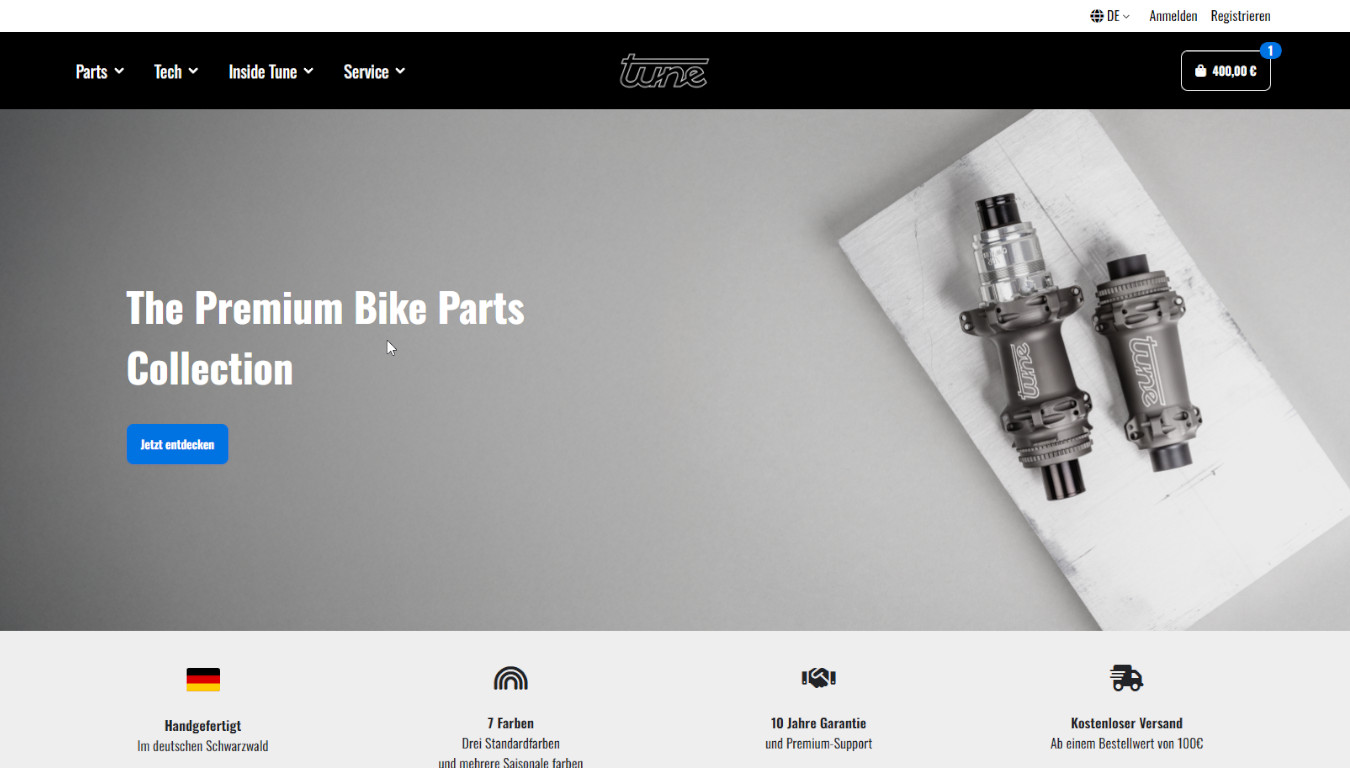 DE
Anmelden
Registrieren
Parts
Tech
Inside Tune
Service
tune
1
400,00 €
The Premium Bike Parts
Collection
Jetzt entdecken
tune
tune
Handgefertigt
Im deutschen Schwarzwald
7 Farben
Drei Standardfarben
und mehrere Saisonale farben
10 Jahre Garantie
und Premium-Support
Kostenloser Versand
Ab einem Bestellwert von 100€